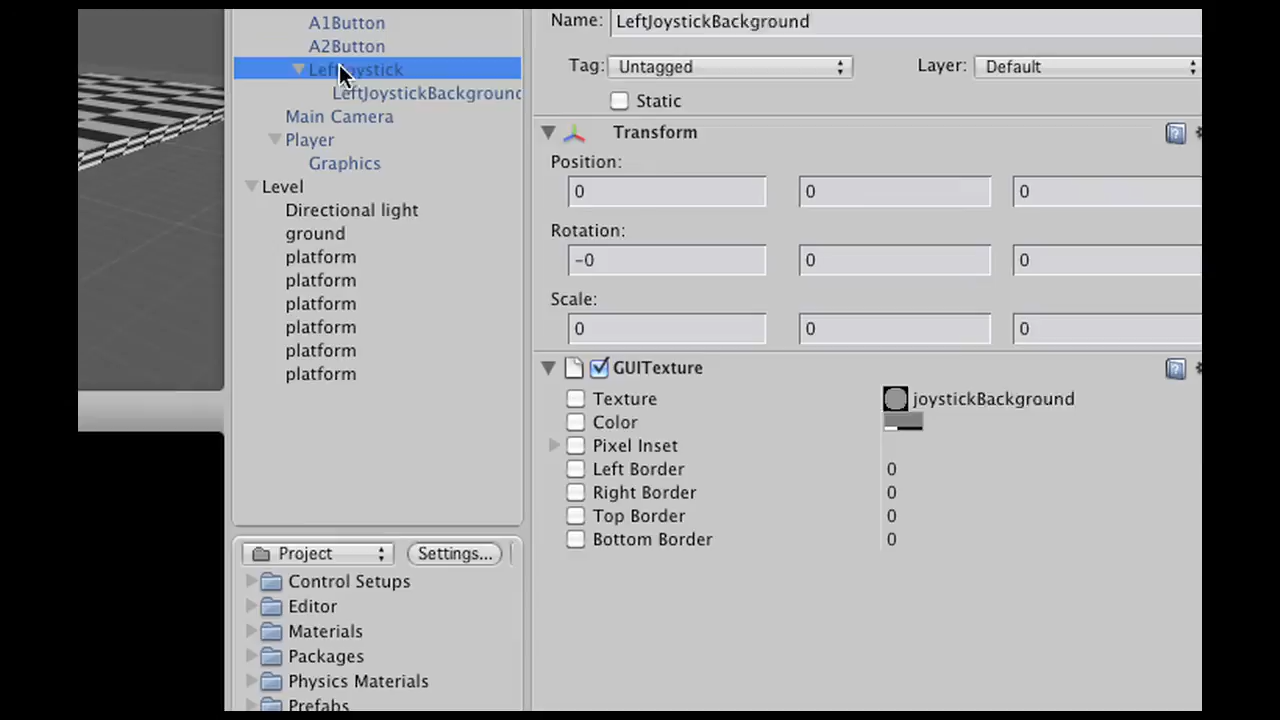 A1Button
A2Button
LeftJoystick
LeftJoystickBackground
Main Camera
Player
Graphics
Level
Directional light
ground
platform
platform
platform
platform
platform
platform
Project
Settings...
Control Setups
Editor
Materials
Packages
Physics Materials
Prefabs
Name: LeftJoystickBackground
Tag: Untagged Layer: Default
Static
Transform
Position:
0 0 0
Rotation:
-0 0 0
Scale:
0 0 0
GUITexture
Texture joystickBackground
Color
Pixel Inset
Left Border 0
Right Border 0
Top Border 0
Bottom Border 0